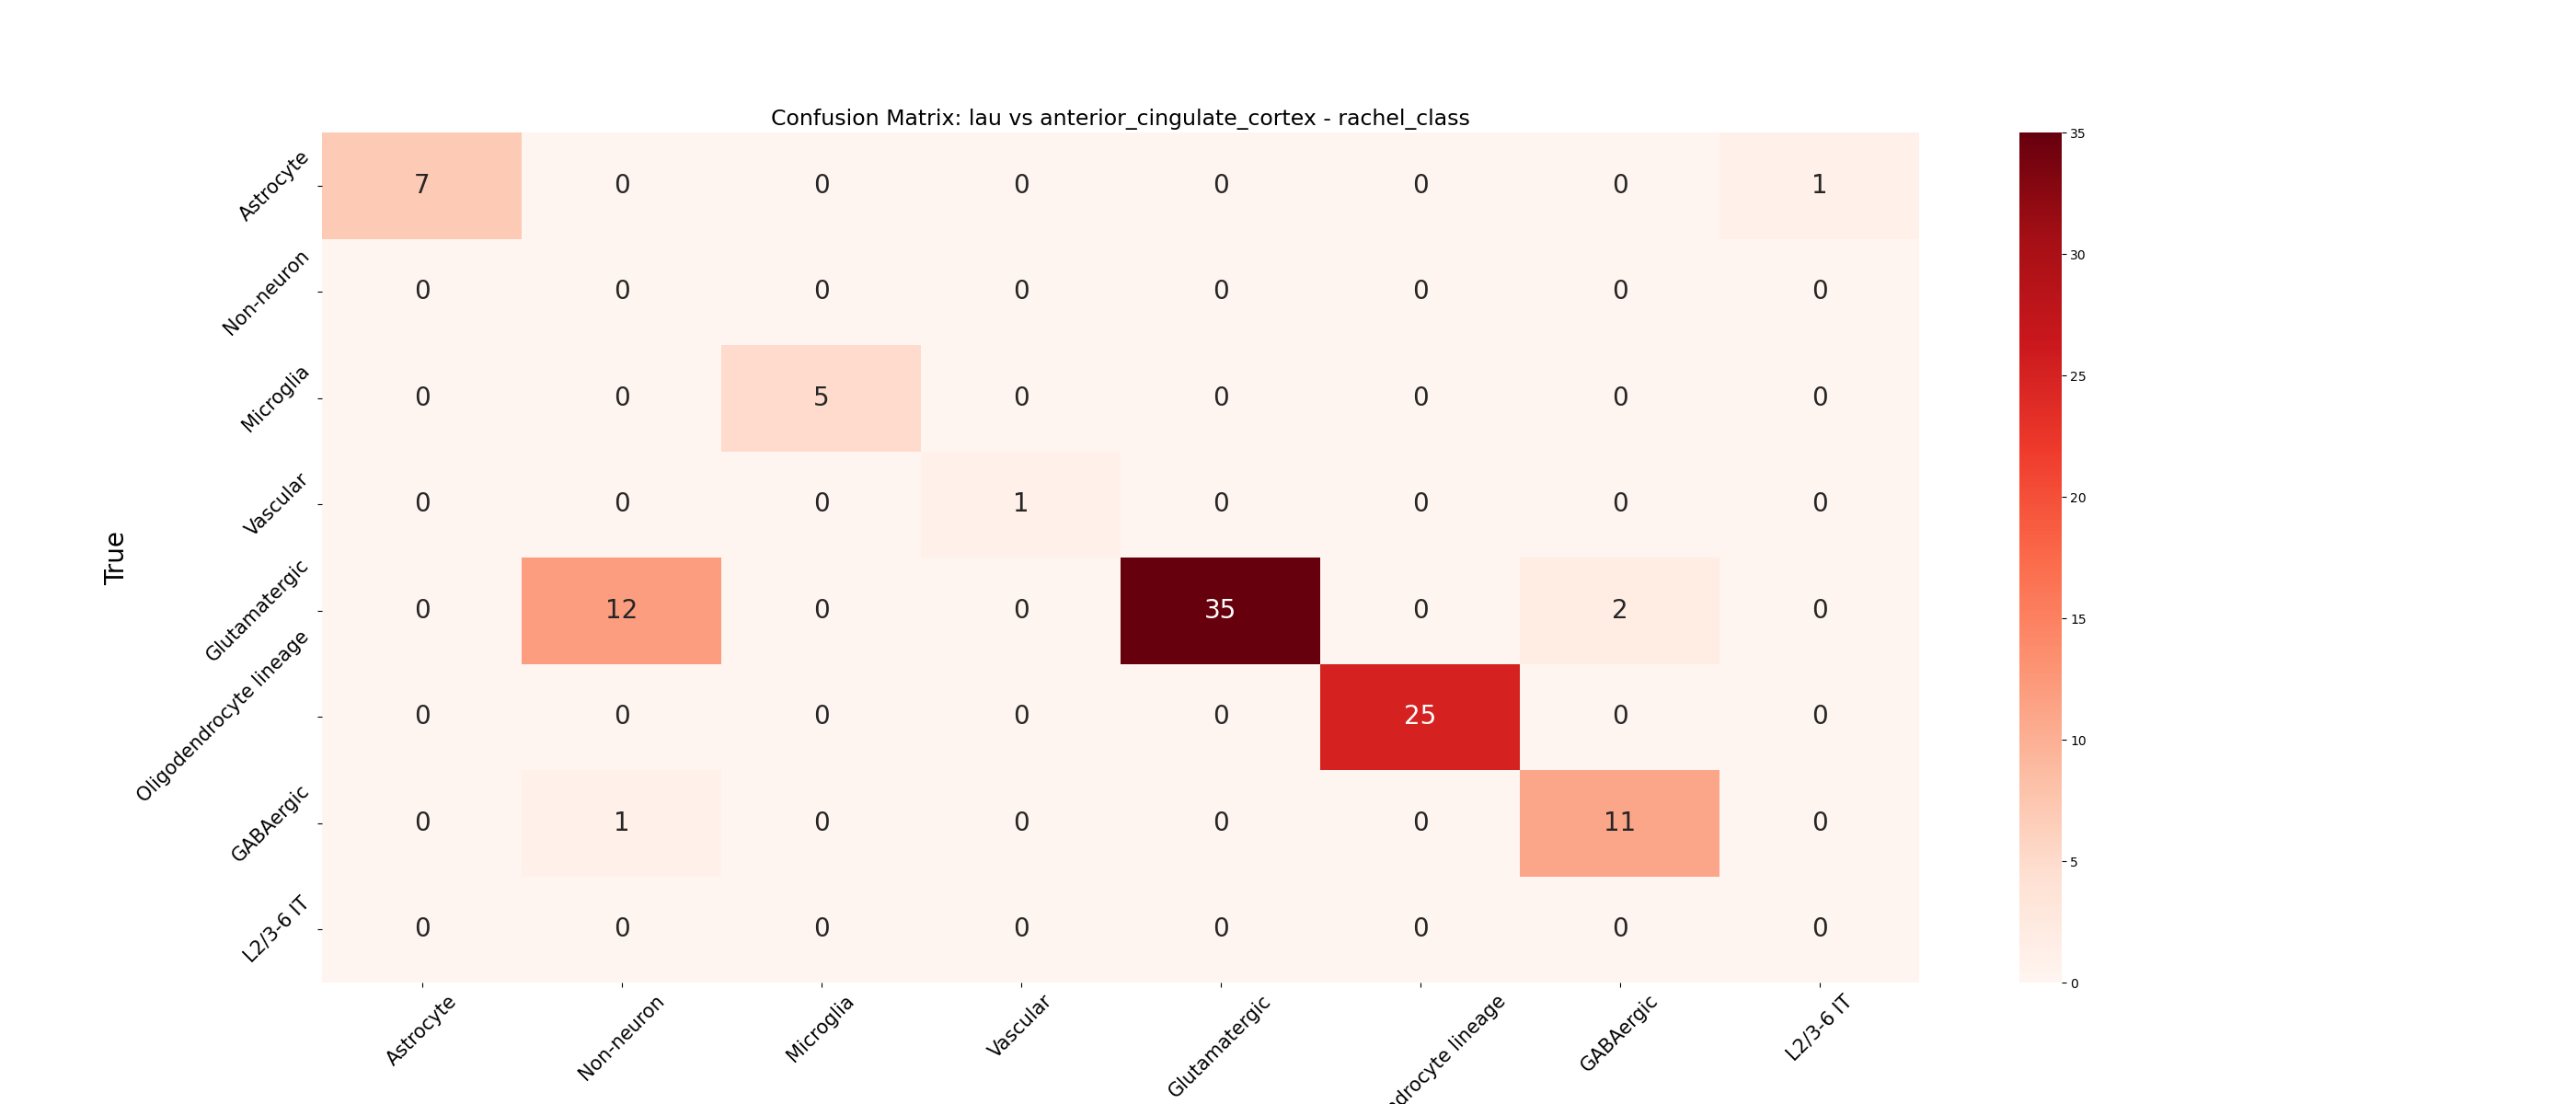 Confusion Matrix: lau vs anterior_cingulate_cortex - rachel_class
True
Astrocyte 7 0 0 0 0 0 0 1
Non-neuron 0 0 0 0 0 0 0 0
Microglia 0 0 5 0 0 0 0 0
Vascular 0 0 0 1 0 0 0 0
Glutamatergic 0 12 0 0 35 0 2 0
Oligodendrocyte lineage 0 0 0 0 0 25 0 0
GABAergic 0 1 0 0 0 0 11 0
L2/3-6 IT 0 0 0 0 0 0 0 0
Astrocyte
Non-neuron
Microglia
Vascular
Glutamatergic
lineage
GABAergic
L2/3-6 IT
35
30
25
20
15
10
5
0